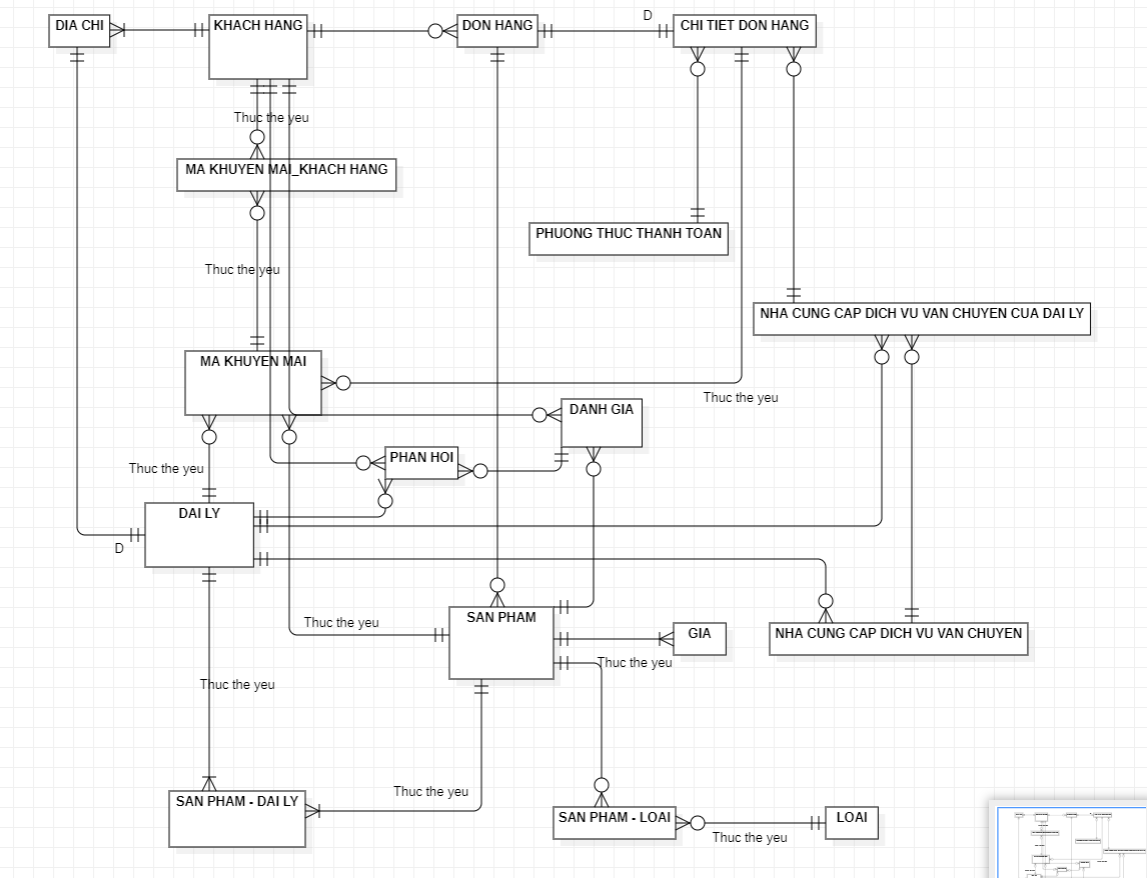 D
DIA CHI
KHACH HANG
DON HANG
CHI TIET DON HANG
Thuc the yeu
MA KHUYEN MAI_KHACH HANG
PHUONG THUC THANH TOAN
Thuc the yeu
NHA CUNG CAP DICH VU VAN CHUYEN CUA DAI LY
MA KHUYEN MAI
Thuc the yeu
DANH GIA
PHAN HOI
Thuc the yeu
DAI LY
D
SAN PHAM
Thuc the yeu
GIA
NHA CUNG CAP DICH VU VAN CHUYEN
Thuc the yeu
Thuc the yeu
Thuc the yeu
SAN PHAM - DAI LY
SAN PHAM - LOAI
LOAI
Thuc the yeu